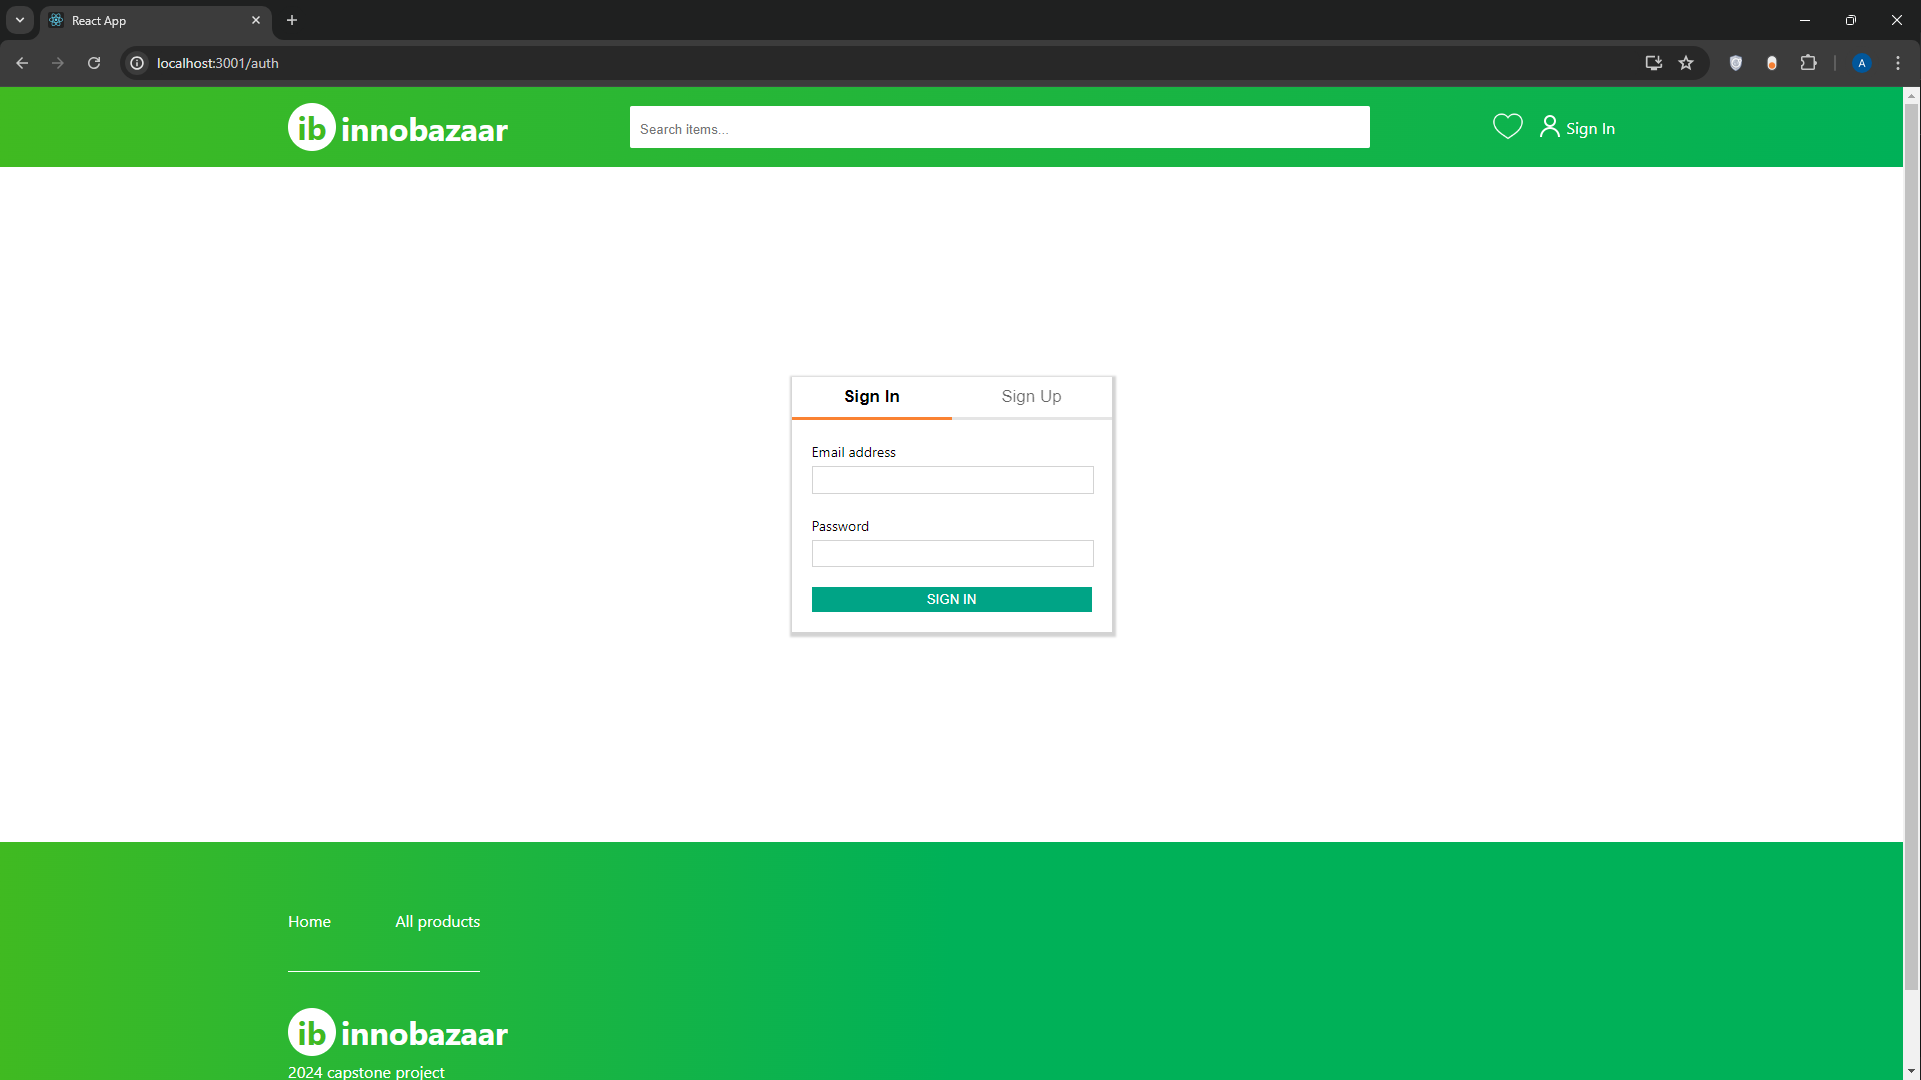 React App
localhost:3001/auth
A
ib innobazaar
Search items...
Sign In
Sign In
Sign Up
Email address
Password
SIGN IN
Home
All products
ib innobazaar
2024 capstone project